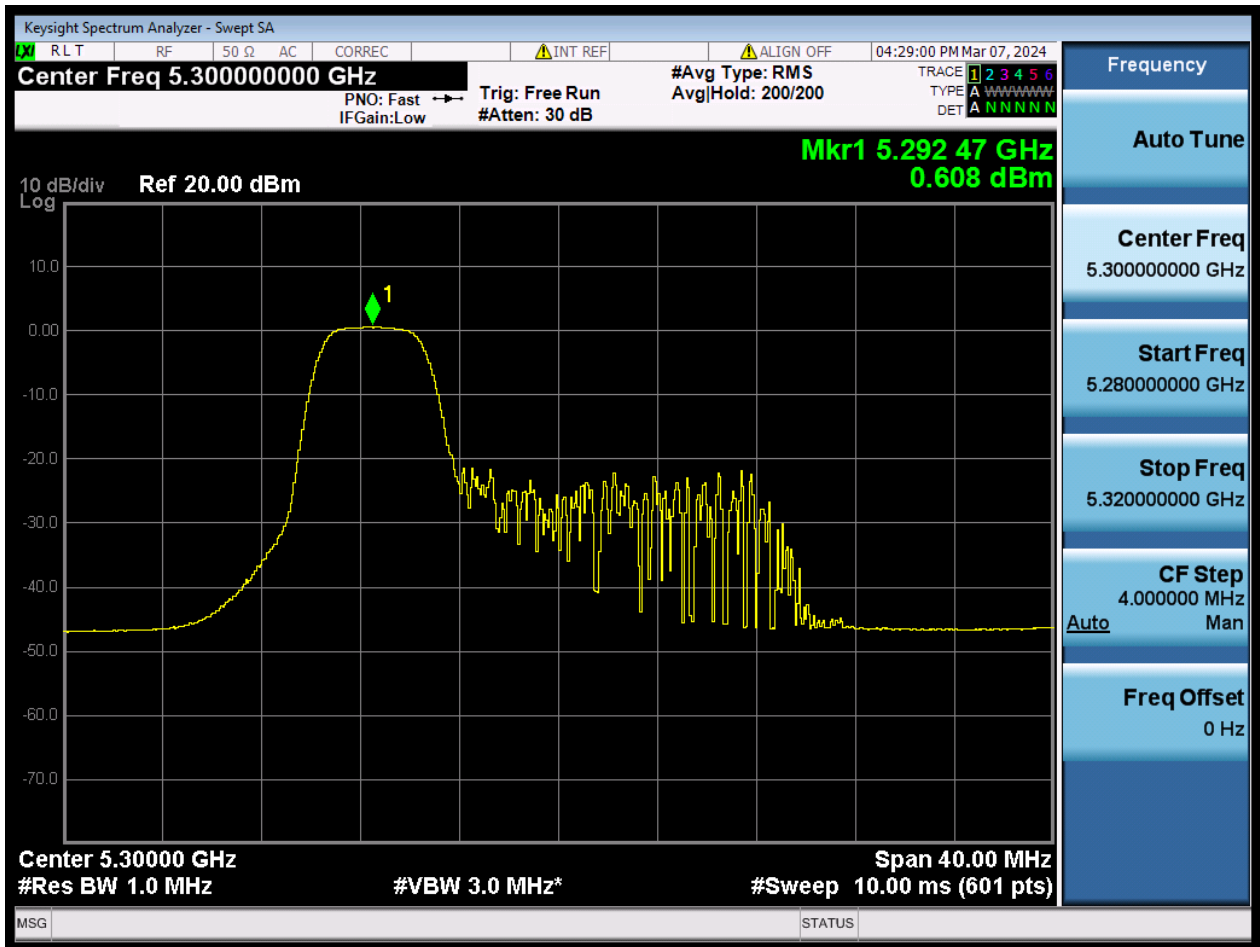 Keysight Spectrum Analyzer - Swept SA
LXI RLT RF 50 Ω AC CORREC INT REF ALIGN OFF 04:29:00 PM Mar 07, 2024
Center Freq 5.300000000 GHz
PNO: Fast
IFGain:Low
Trig: Free Run
#Atten: 30 dB
#Avg Type: RMS
Avg|Hold: 200/200
TRACE 1 2 3 4 5 6
TYPE A WWWWW
DET A N N N N N
Mkr1 5.292 47 GHz
0.608 dBm
10 dB/div Ref 20.00 dBm
Log
10.0
1
0.00
-10.0
-20.0
-30.0
-40.0
-50.0
-60.0
-70.0
Center 5.30000 GHz Span 40.00 MHz
#Res BW 1.0 MHz #VBW 3.0 MHz* #Sweep 10.00 ms (601 pts)
MSG STATUS
Frequency
Auto Tune
Center Freq
5.300000000 GHz
Start Freq
5.280000000 GHz
Stop Freq
5.320000000 GHz
CF Step
4.000000 MHz
Auto Man
Freq Offset
0 Hz